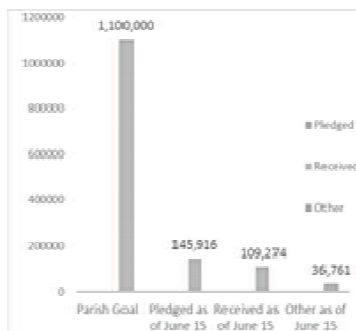 1200000
1,100,000
1000000
800000
600000
400000
200000
0
145,916
109,274
36,761
Parish Goal
Pledged as of June 15
Received as of June 15
Other as of June 15
Pledged
Received
Other